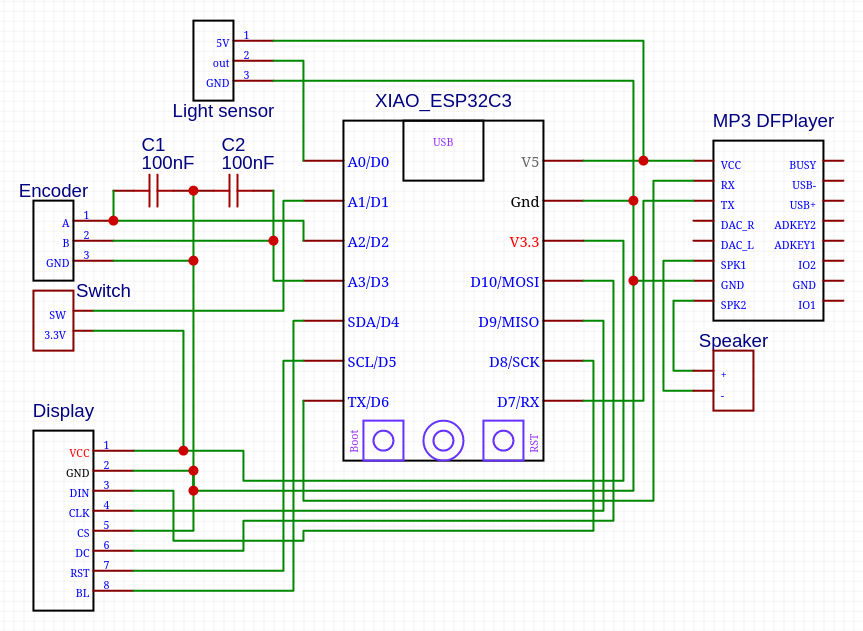 5V 1
out 2
GND 3
Light sensor
XIAO_ESP32C3
USB
A0/D0
A1/D1
A2/D2
A3/D3
SDA/D4
SCL/D5
TX/D6
V5
Gnd
V3.3
D10/MOSI
D9/MISO
D8/SCK
D7/RX
Boot
RST
MP3 DFPlayer
VCC BUSY
RX USB-
TX USB+
DAC_R ADKEY2
DAC_L ADKEY1
SPK1 IO2
GND GND
SPK2 IO1
Speaker
+
-
C1
100nF
C2
100nF
Encoder
A 1
B 2
GND 3
Switch
SW
3.3V
Display
VCC 1
GND 2
DIN 3
CLK 4
CS 5
DC 6
RST 7
BL 8